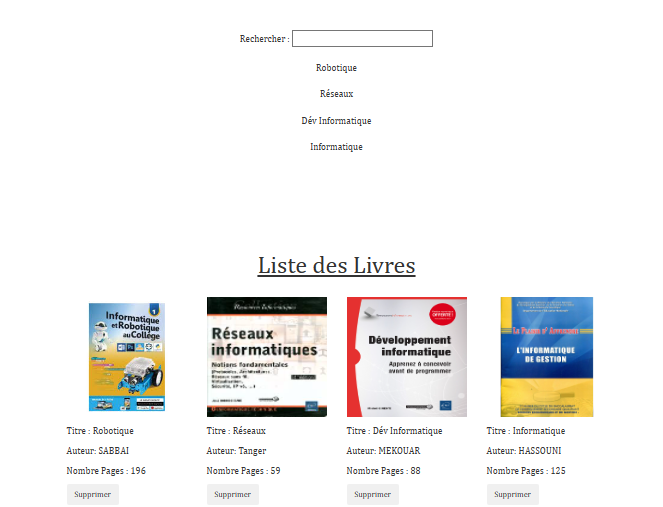 Rechercher :
Robotique
Réseaux
Dév Informatique
Informatique
Liste des Livres
Informatique
et Robotique
au Collège
Réseaux
informatiques
Notions fondamentales
Développement
informatique
Apprenez à concevoir
avant de programmer
L'INFORMATIQUE
DE GESTION
Titre : Robotique
Auteur: SABBAI
Nombre Pages : 196
Supprimer
Titre : Réseaux
Auteur: Tanger
Nombre Pages : 59
Supprimer
Titre : Dév Informatique
Auteur: MEKOUAR
Nombre Pages : 88
Supprimer
Titre : Informatique
Auteur: HASSOUNI
Nombre Pages : 125
Supprimer